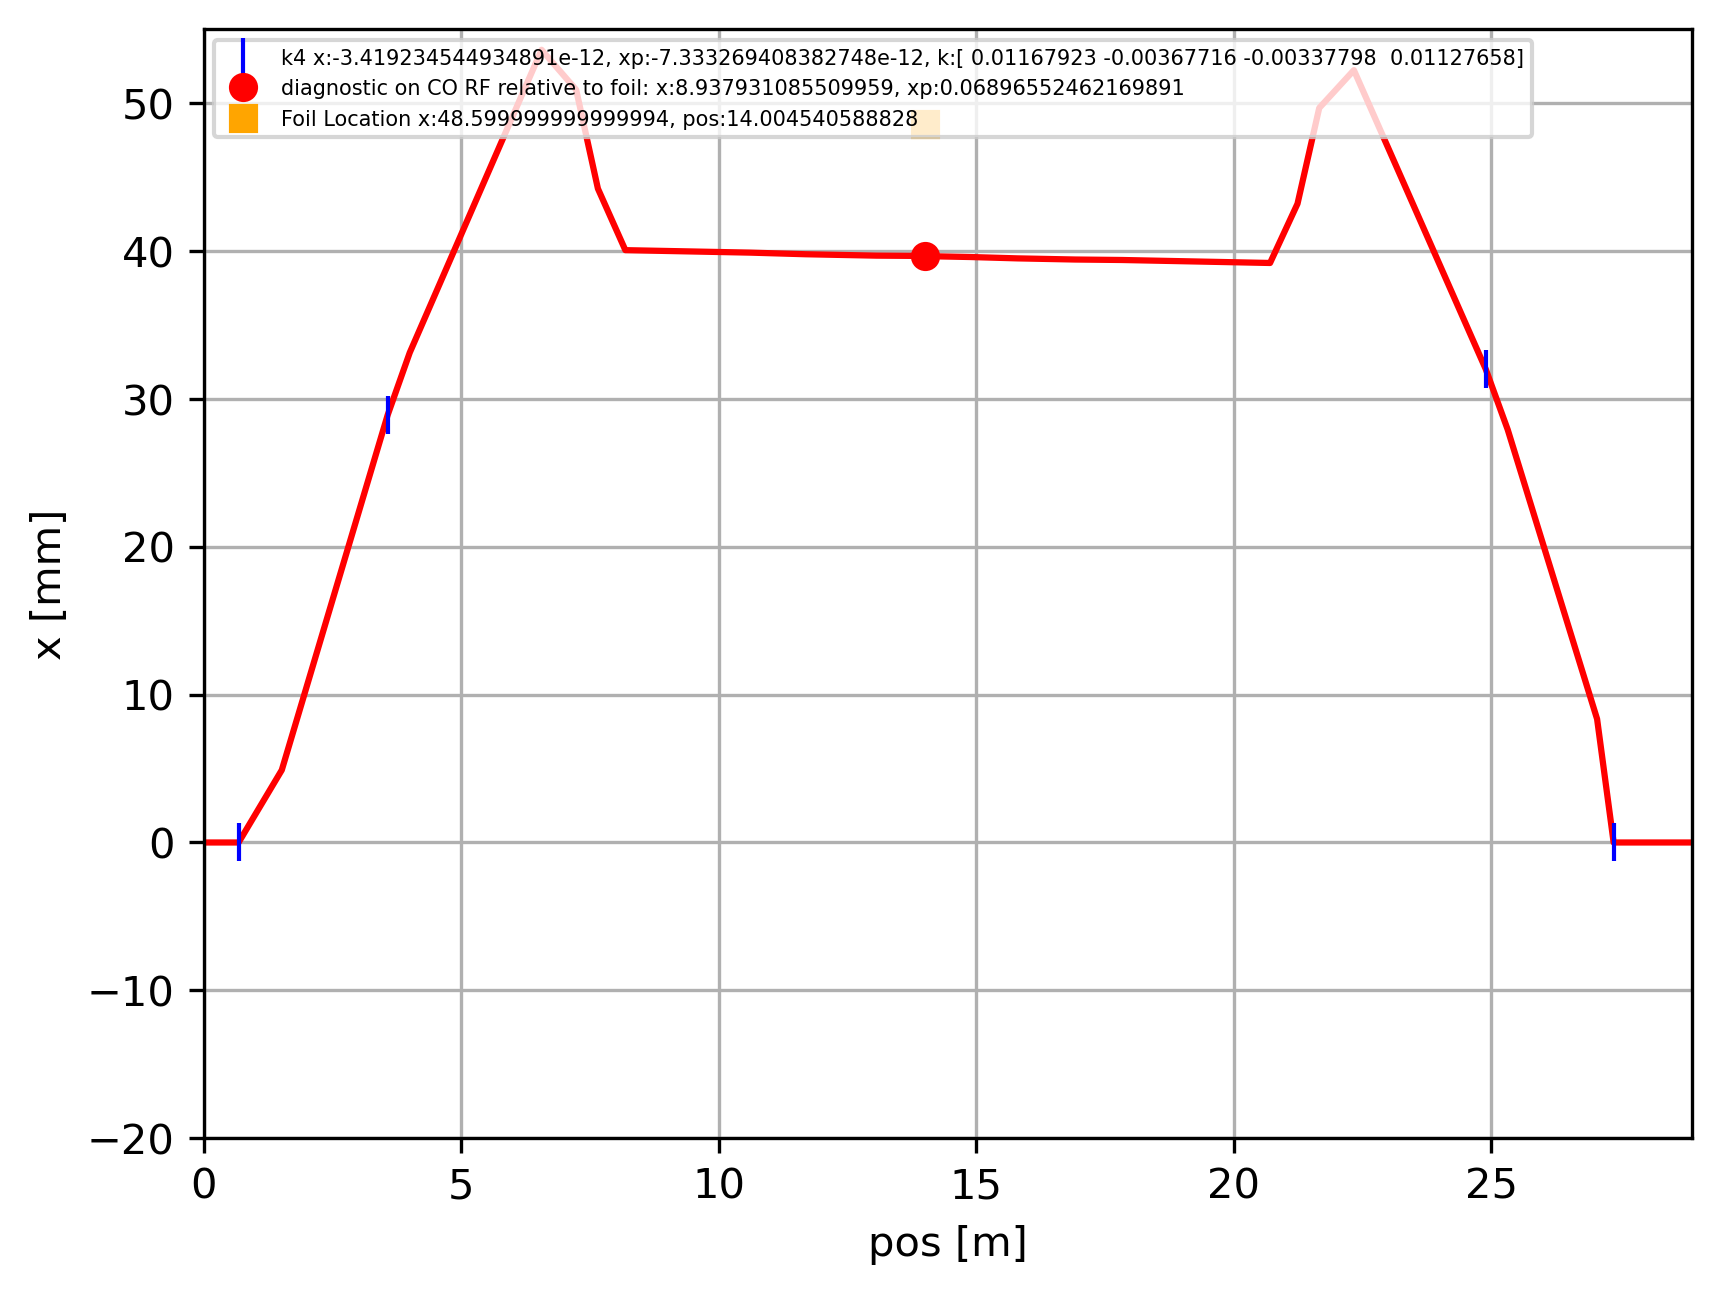 k4 x:-3.419234544934891e-12, xp:-7.333269408382748e-12, k:[ 0.01167923 -0.00367716 -0.00337798  0.01127658]
diagnostic on CO RF relative to foil: x:8.937931085509959, xp:0.06896552462169891
Foil Location x:48.599999999999994, pos:14.004540588828
50
40
30
20
10
0
−10
−20
x [mm]
0 5 10 15 20 25
pos [m]